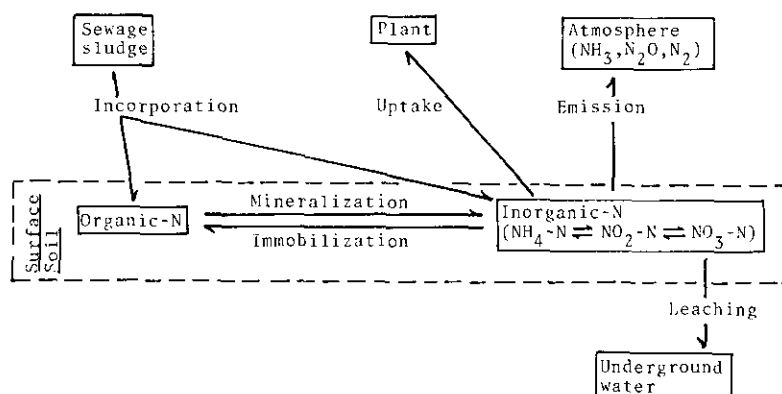 Sewage
sludge
Plant
Atmosphere
(NH3,N2O,N2)
Incorporation
Uptake
Emission
Surface
Soil
Organic-N
Mineralization
Immobilization
Inorganic-N
(NH4-N ⇌ NO2-N ⇌ NO3-N)
Leaching
Underground
water